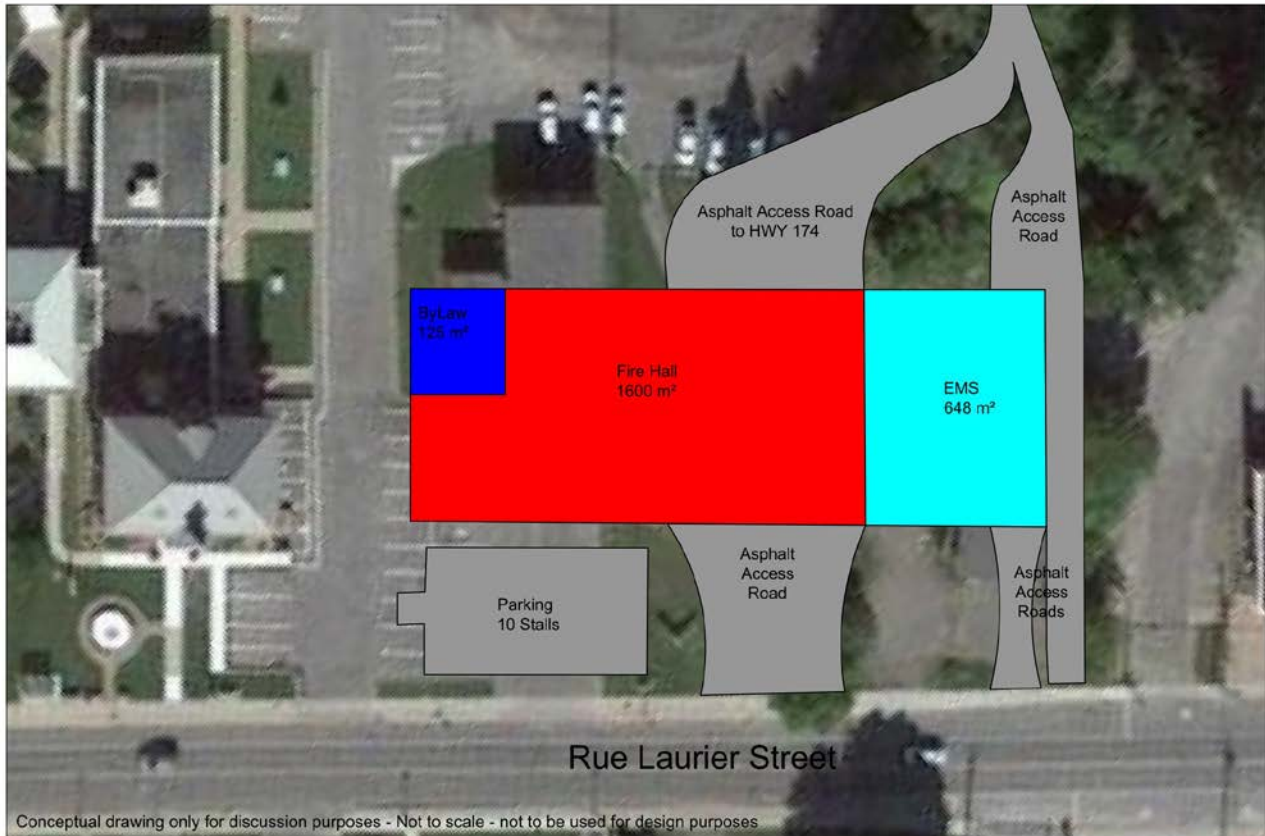 Asphalt Access Road
to HWY 174
Asphalt
Access
Road
ByLaw
125 m²
Fire Hall
1600 m²
EMS
648 m²
Parking
10 Stalls
Asphalt
Access
Road
Asphalt
Access
Roads
Rue Laurier Street
Conceptual drawing only for discussion purposes - Not to scale - not to be used for design purposes